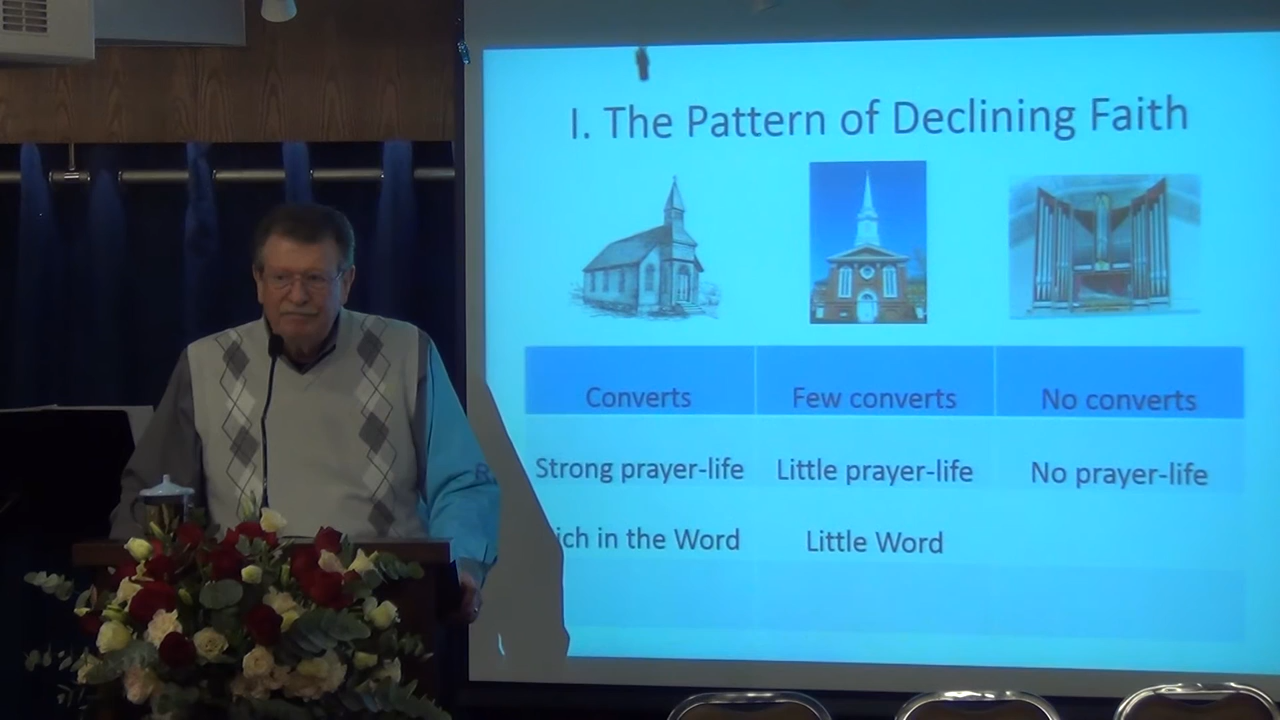 I. The Pattern of Declining Faith
Converts Few converts No converts
Strong prayer-life Little prayer-life No prayer-life
ich in the Word Little Word